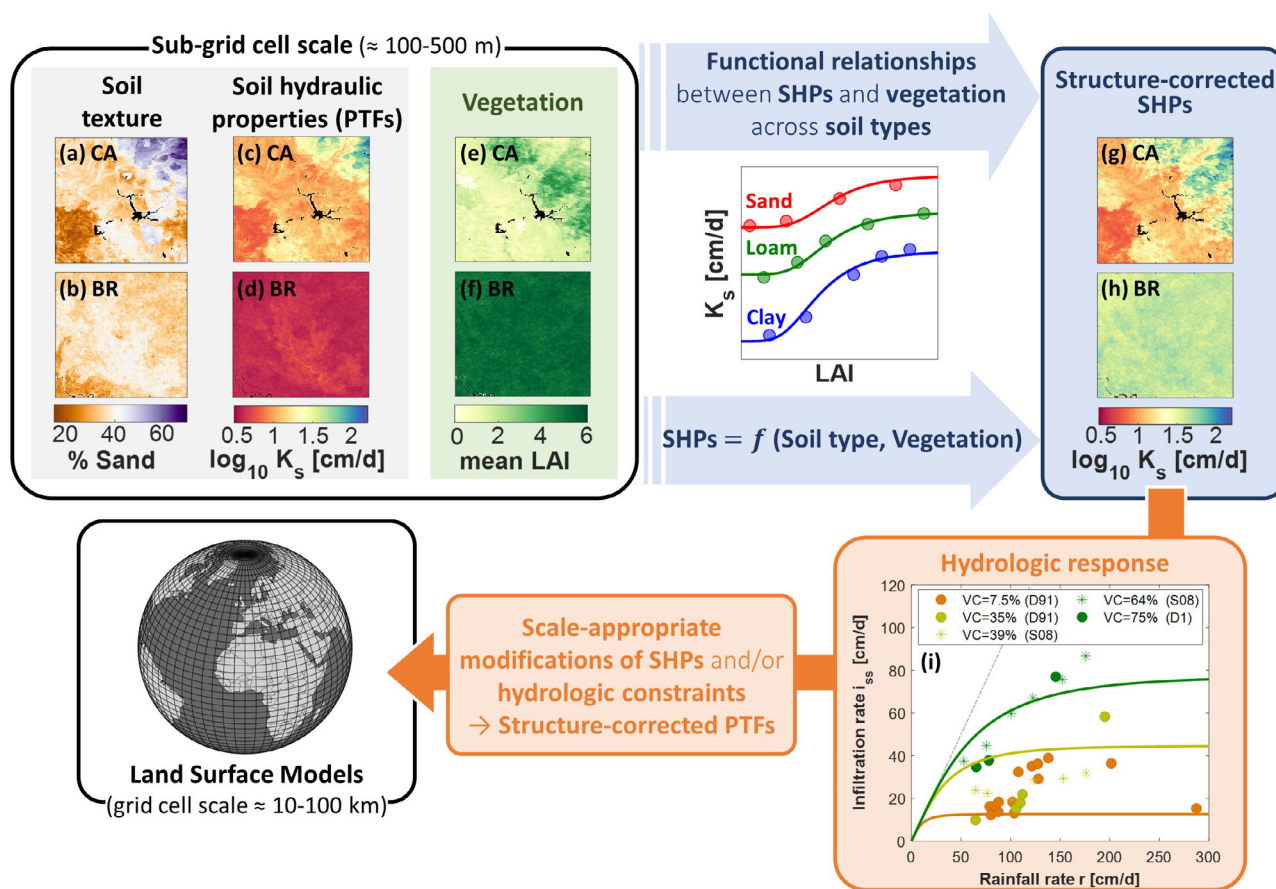 Sub-grid cell scale (≈ 100-500 m)
Soil
texture
Soil hydraulic
properties (PTFs)
Vegetation
(a) CA
(c) CA
(e) CA
(b) BR
(d) BR
(f) BR
20 40 60
% Sand
0.5 1 1.5 2
log10 Ks [cm/d]
0 2 4 6
mean LAI
Functional relationships
between SHPs and vegetation
across soil types
Ks [cm/d]
Sand
Loam
Clay
LAI
SHPs = f (Soil type, Vegetation)
Structure-corrected
SHPs
(g) CA
(h) BR
0.5 1 1.5 2
log10 Ks [cm/d]
Hydrologic response
Infiltration rate iss [cm/d]
120
100
80
60
40
20
0
VC=7.5% (D91)
VC=35% (D91)
VC=39% (S08)
VC=64% (S08)
VC=75% (D1)
(i)
0 50 100 150 200 250 300
Rainfall rate r [cm/d]
Scale-appropriate
modifications of SHPs and/or
hydrologic constraints
→ Structure-corrected PTFs
Land Surface Models
(grid cell scale ≈ 10-100 km)